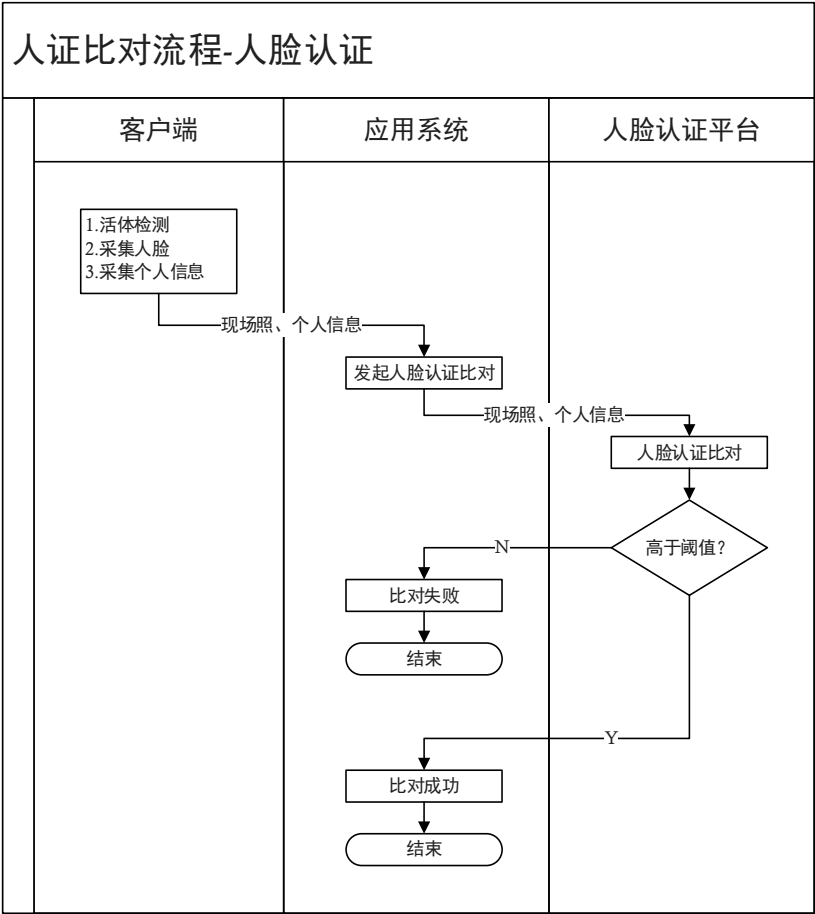 人证比对流程-人脸认证
客户端
应用系统
人脸认证平台
1.活体检测
2.采集人脸
3.采集个人信息
现场照、个人信息
发起人脸认证比对
现场照、个人信息
人脸认证比对
高于阈值?
N
比对失败
结束
Y
比对成功
结束